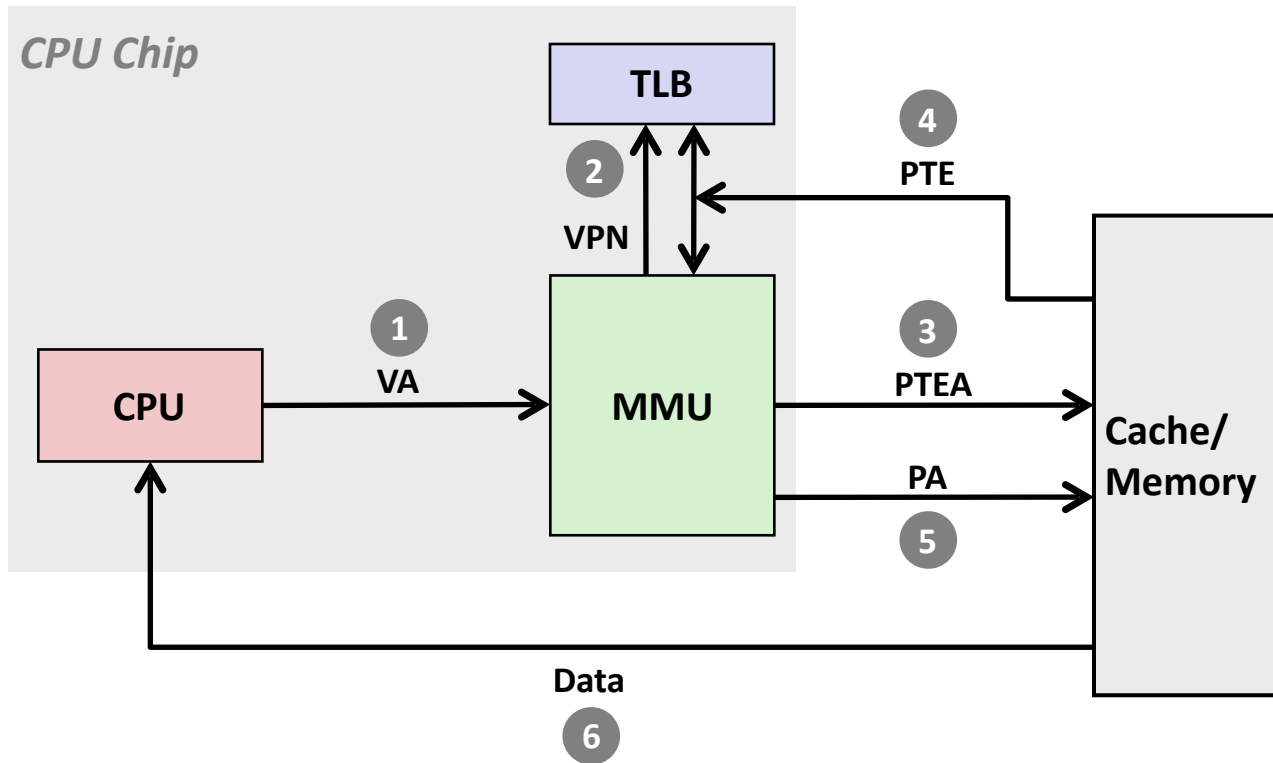 CPU Chip
TLB
4
2
PTE
VPN
1
3
VA
PTEA
CPU
MMU
Cache/
Memory
PA
5
Data
6